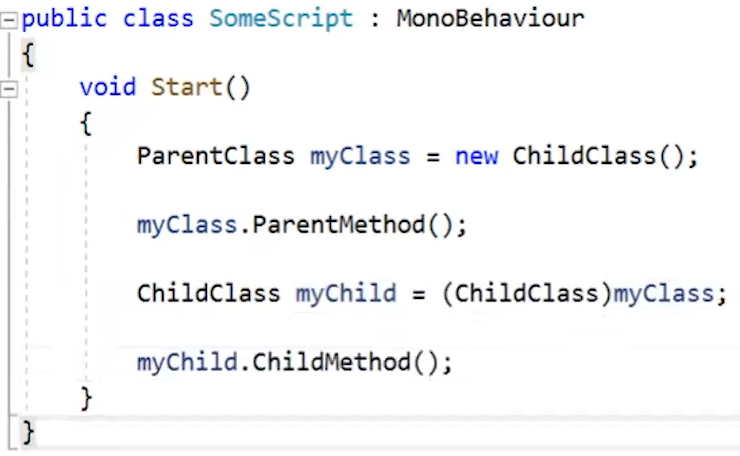 public class SomeScript : MonoBehaviour
{
void Start()
{
ParentClass myClass = new ChildClass();
myClass.ParentMethod();
ChildClass myChild = (ChildClass)myClass;
myChild.ChildMethod();
}
}